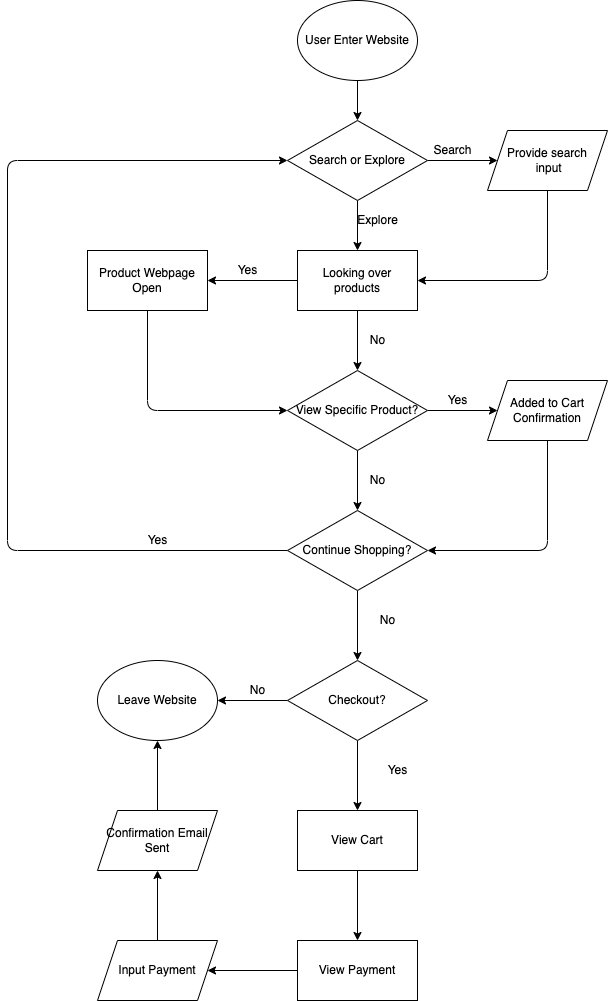 User Enter Website
Search or Explore
Search
Provide search
input
Explore
Product Webpage
Open
Yes
Looking over
products
No
View Specific Product?
Yes
Added to Cart
Confirmation
No
Yes
Continue Shopping?
No
Leave Website
No
Checkout?
Yes
Confirmation Email
Sent
View Cart
Input Payment
View Payment